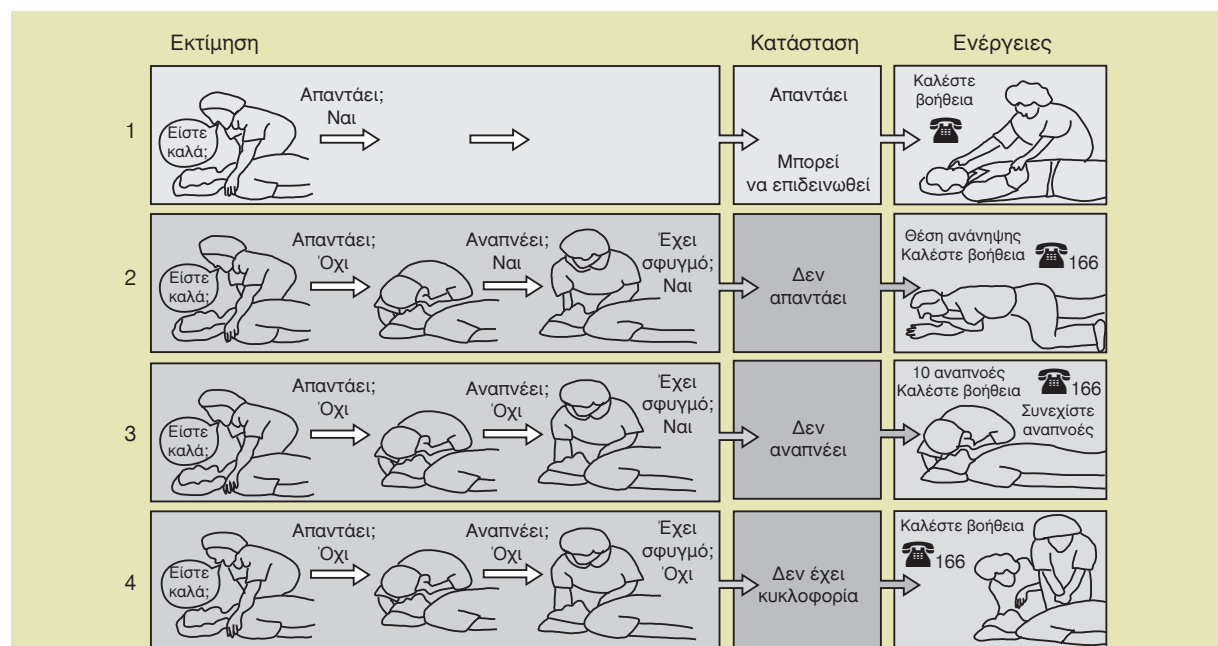 Εκτίμηση
Κατάσταση
Ενέργειες
1
Είστε
καλά;
Απαντάει;
Ναι
Απαντάει
Μπορεί
να επιδεινωθεί
Καλέστε
βοήθεια
2
Είστε
καλά;
Απαντάει;
Όχι
Αναπνέει;
Ναι
Έχει
σφυγμό;
Ναι
Δεν
απαντάει
Θέση ανάνηψης
Καλέστε βοήθεια
166
3
Είστε
καλά;
Απαντάει;
Όχι
Αναπνέει;
Όχι
Έχει
σφυγμό;
Ναι
Δεν
αναπνέει
10 αναπνοές
Καλέστε βοήθεια
166
Συνεχίστε
αναπνοές
4
Είστε
καλά;
Απαντάει;
Όχι
Αναπνέει;
Όχι
Έχει
σφυγμό;
Όχι
Δεν έχει
κυκλοφορία
Καλέστε βοήθεια
166